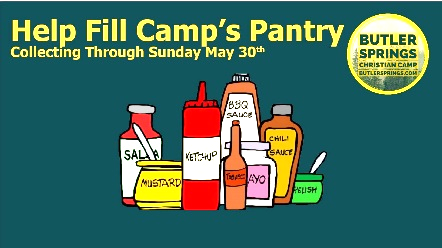 Help Fill Camp's Pantry
Collecting Through Sunday May 30th
BUTLER
SPRINGS
CHRISTIAN CAMP
BUTLERSPRINGS.COM
BBQ
SAUCE
SALSA
KETCHUP
CHILI
SAUCE
MUSTARD
MAYO
RELISH